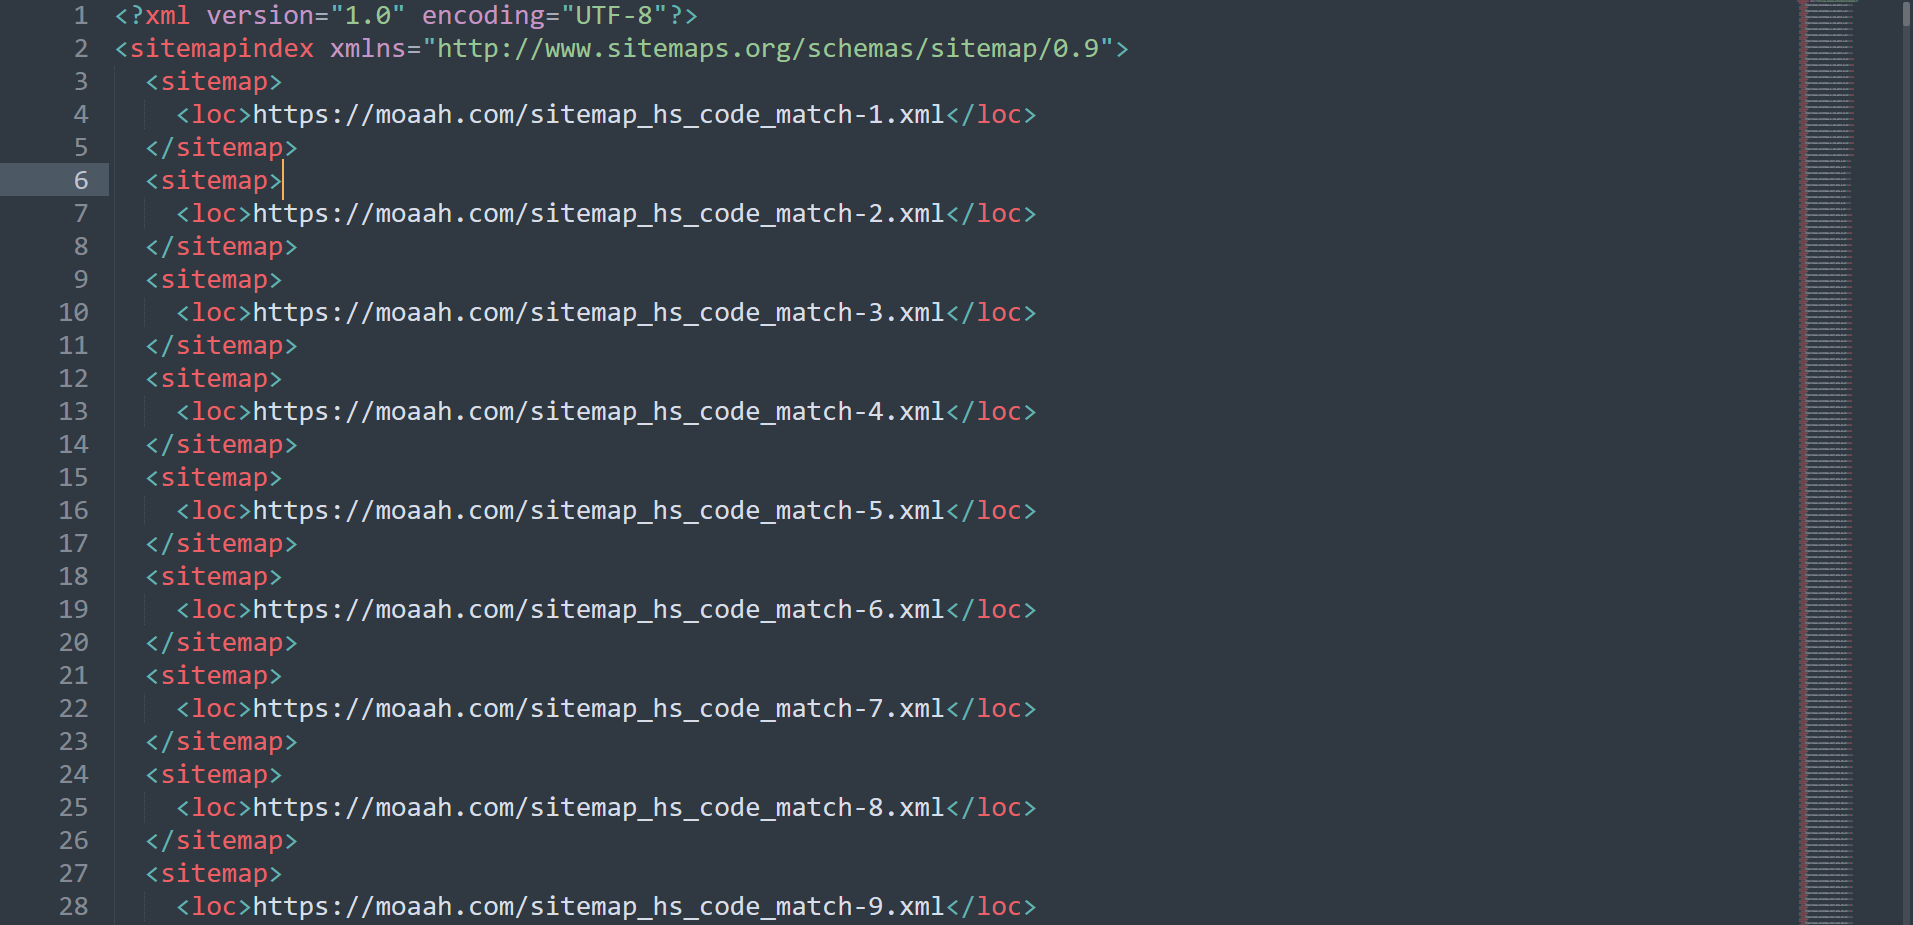 1 <?xml version="1.0" encoding="UTF-8"?>
2 <sitemapindex xmlns="http://www.sitemaps.org/schemas/sitemap/0.9">
3 <sitemap>
4 <loc>https://moaah.com/sitemap_hs_code_match-1.xml</loc>
5 </sitemap>
6 <sitemap>
7 <loc>https://moaah.com/sitemap_hs_code_match-2.xml</loc>
8 </sitemap>
9 <sitemap>
10 <loc>https://moaah.com/sitemap_hs_code_match-3.xml</loc>
11 </sitemap>
12 <sitemap>
13 <loc>https://moaah.com/sitemap_hs_code_match-4.xml</loc>
14 </sitemap>
15 <sitemap>
16 <loc>https://moaah.com/sitemap_hs_code_match-5.xml</loc>
17 </sitemap>
18 <sitemap>
19 <loc>https://moaah.com/sitemap_hs_code_match-6.xml</loc>
20 </sitemap>
21 <sitemap>
22 <loc>https://moaah.com/sitemap_hs_code_match-7.xml</loc>
23 </sitemap>
24 <sitemap>
25 <loc>https://moaah.com/sitemap_hs_code_match-8.xml</loc>
26 </sitemap>
27 <sitemap>
28 <loc>https://moaah.com/sitemap_hs_code_match-9.xml</loc>